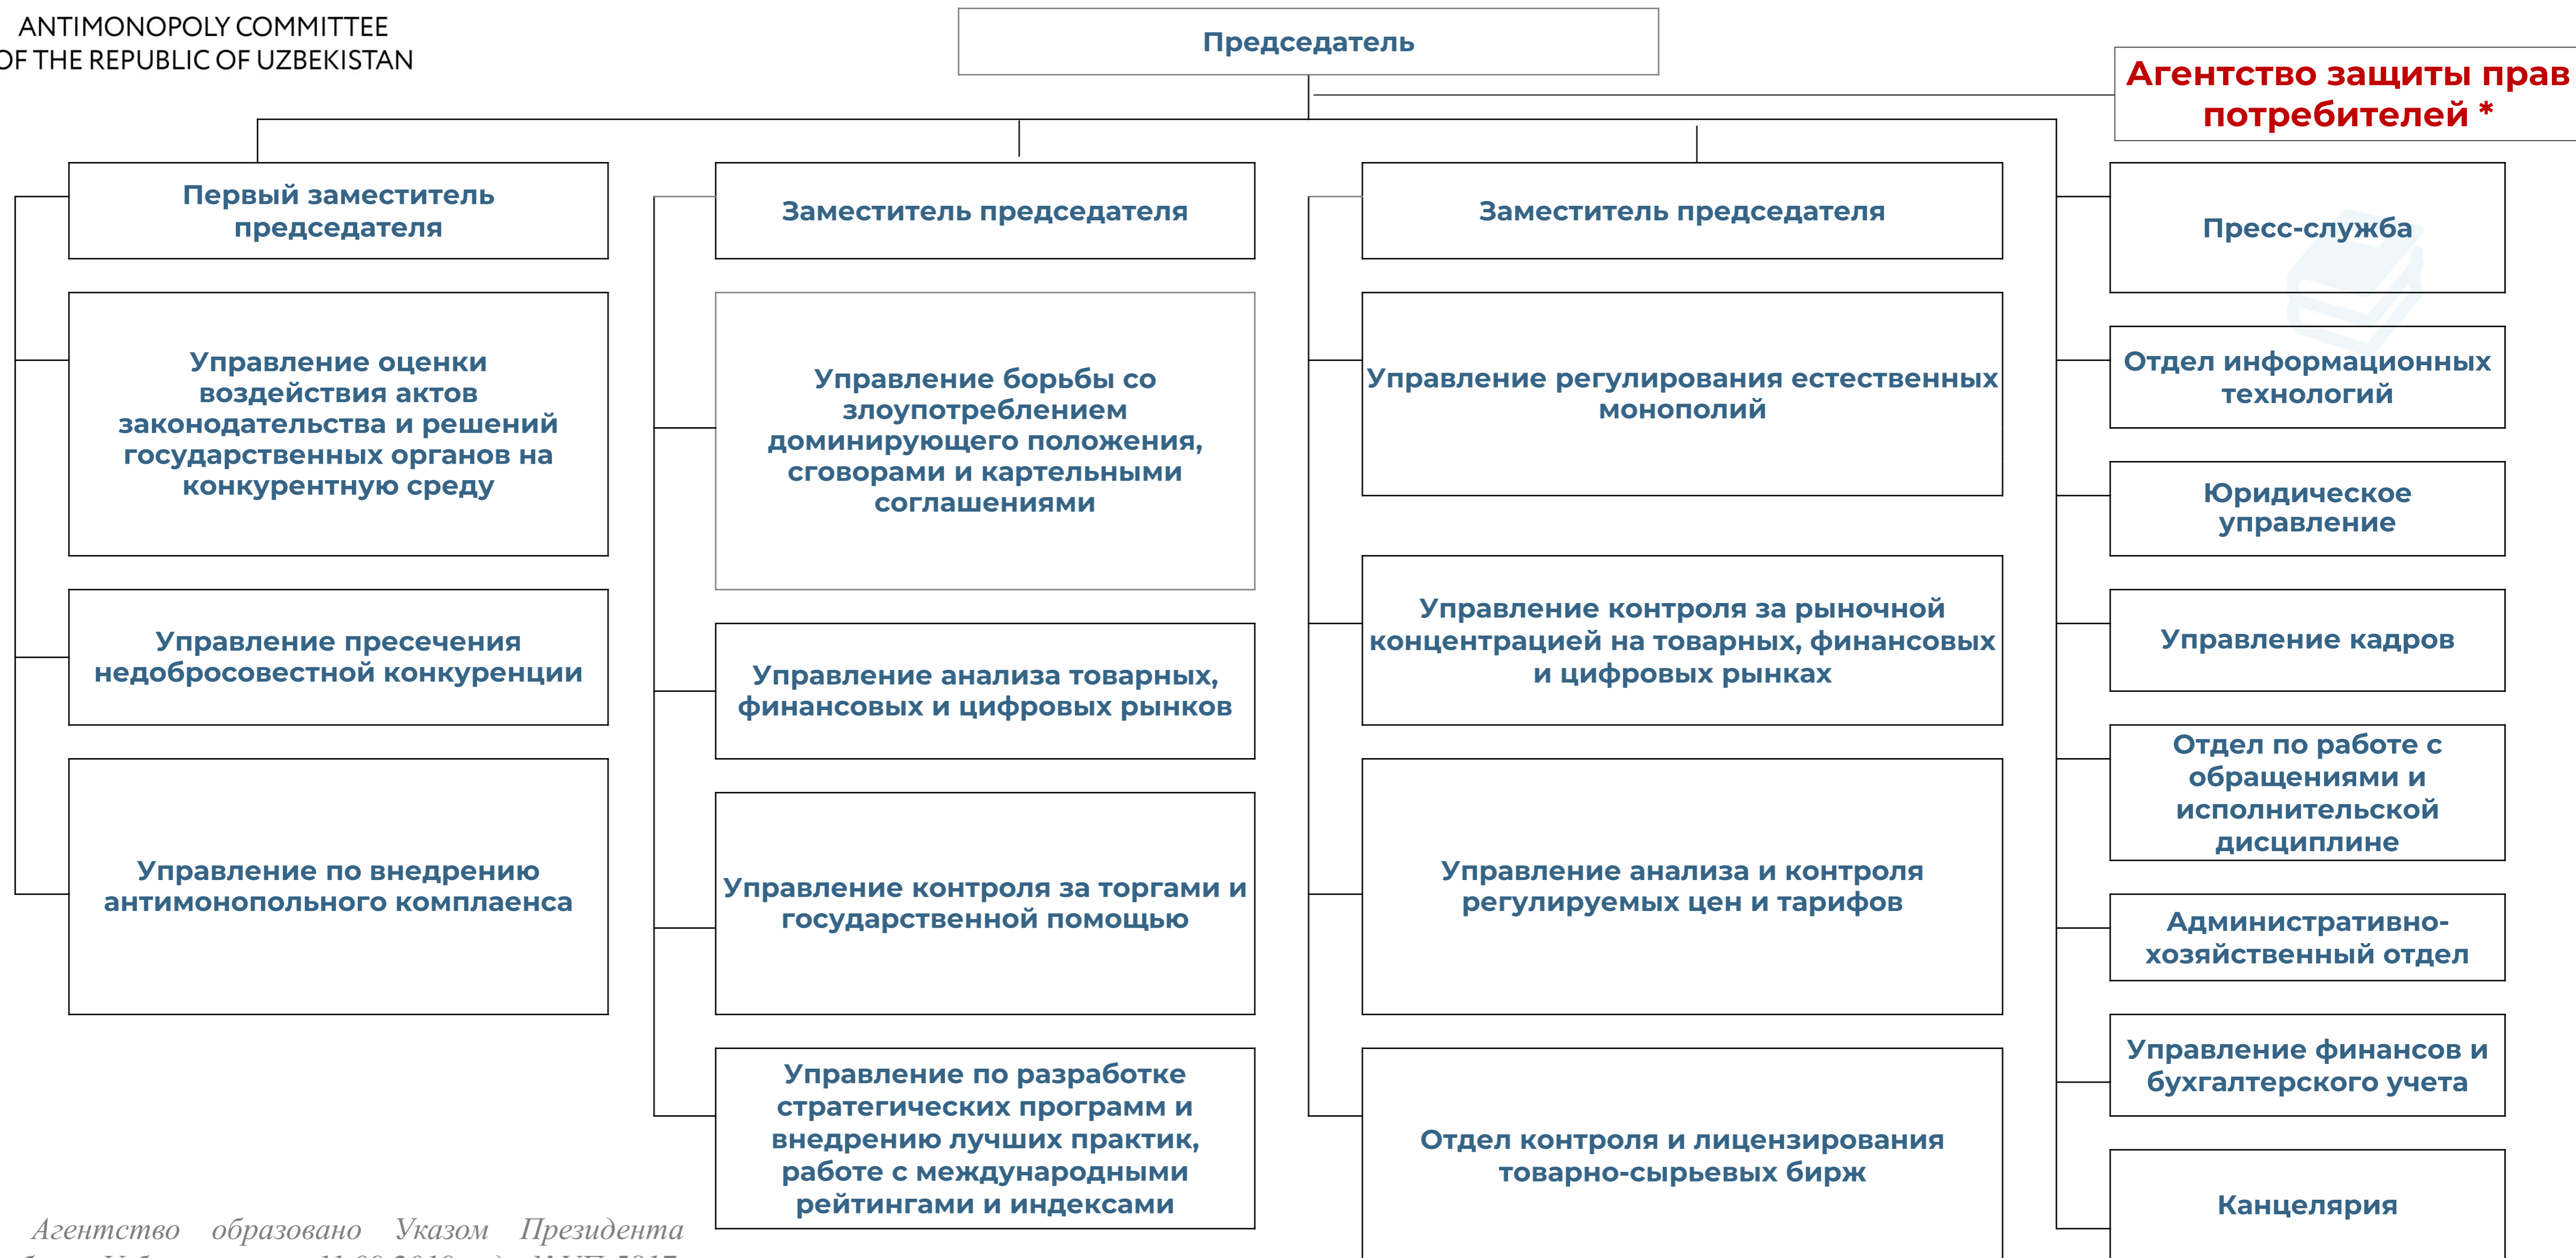 ANTIMONOPOLY COMMITTEE
OF THE REPUBLIC OF UZBEKISTAN
Председатель
Агентство защиты прав
потребителей *
Первый заместитель
председателя
Управление оценки
воздействия актов
законодательства и решений
государственных органов на
конкурентную среду
Управление пресечения
недобросовестной конкуренции
Управление по внедрению
антимонопольного комплаенса
Заместитель председателя
Управление борьбы со
злоупотреблением
доминирующего положения,
сговорами и картельными
соглашениями
Управление анализа товарных,
финансовых и цифровых рынков
Управление контроля за торгами и
государственной помощью
Управление по разработке
стратегических программ и
внедрению лучших практик,
работе с международными
рейтингами и индексами
Заместитель председателя
Управление регулирования естественных
монополий
Управление контроля за рыночной
концентрацией на товарных, финансовых
и цифровых рынках
Управление анализа и контроля
регулируемых цен и тарифов
Отдел контроля и лицензирования
товарно-сырьевых бирж
Пресс-служба
Отдел информационных
технологий
Юридическое
управление
Управление кадров
Отдел по работе с
обращениями и
исполнительской
дисциплине
Административно-
хозяйственный отдел
Управление финансов и
бухгалтерского учета
Канцелярия
Агентство образовано Указом Президента